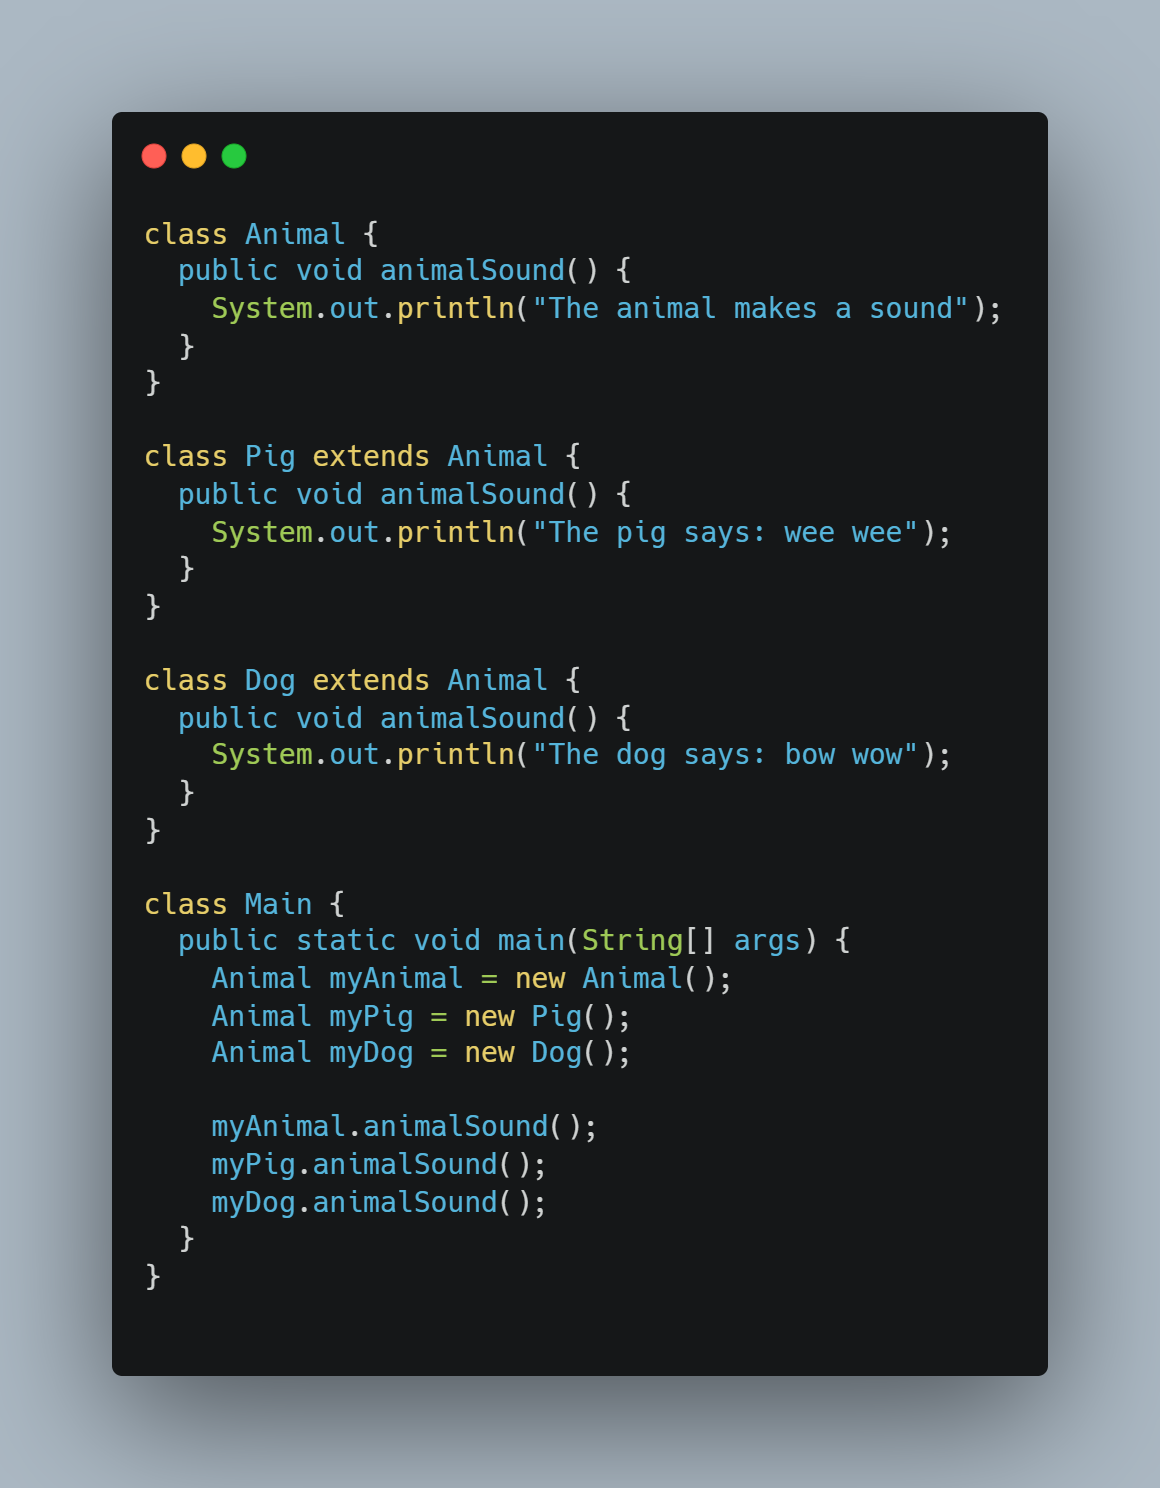 class Animal {
  public void animalSound() {
    System.out.println("The animal makes a sound");
  }
}

class Pig extends Animal {
  public void animalSound() {
    System.out.println("The pig says: wee wee");
  }
}

class Dog extends Animal {
  public void animalSound() {
    System.out.println("The dog says: bow wow");
  }
}

class Main {
  public static void main(String[] args) {
    Animal myAnimal = new Animal();
    Animal myPig = new Pig();
    Animal myDog = new Dog();

    myAnimal.animalSound();
    myPig.animalSound();
    myDog.animalSound();
  }
}